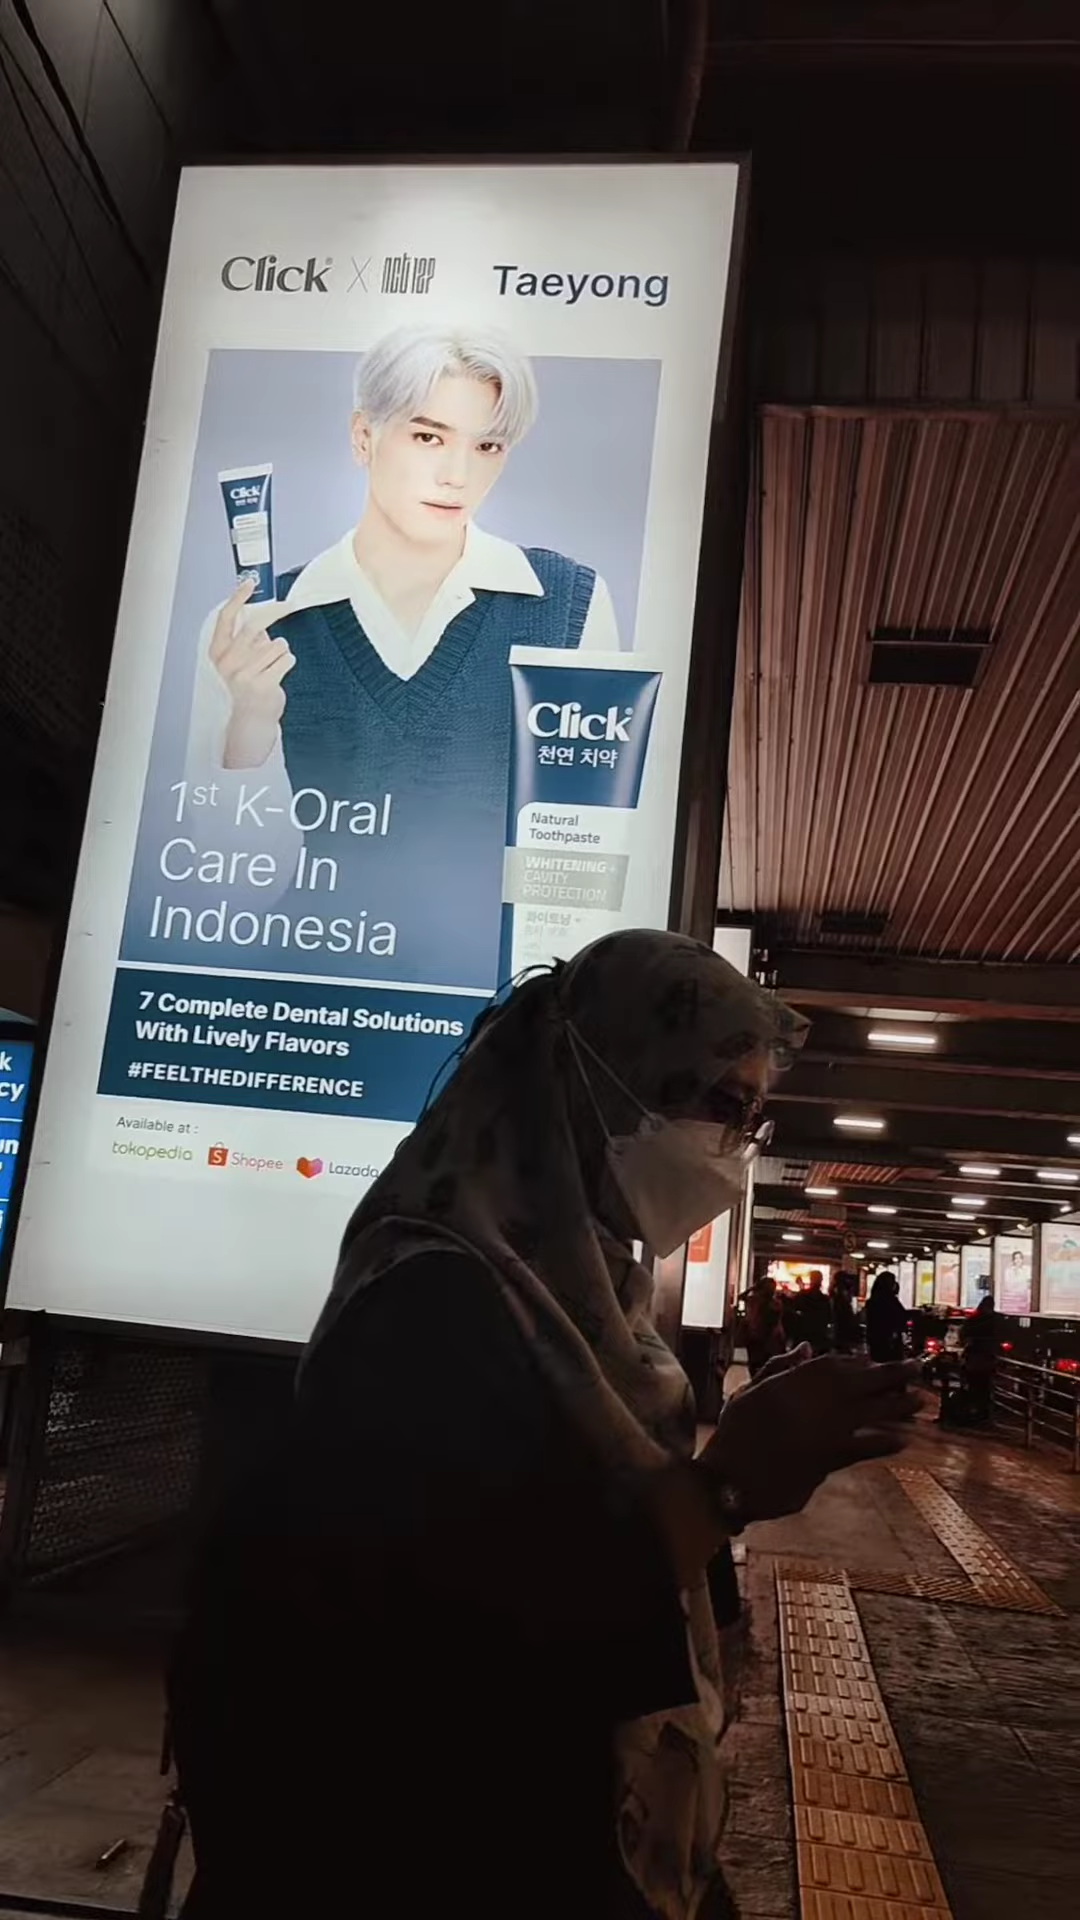 Click® X nct127 Taeyong
Click
천연 치약
Click®
천연 치약
Natural
Toothpaste
WHITENING +
CAVITY
PROTECTION
화이트닝 +
1st K-Oral
Care In
Indonesia
7 Complete Dental Solutions
With Lively Flavors
#FEELTHEDIFFERENCE
Available at :
tokopedia Shopee Lazada
k
cy